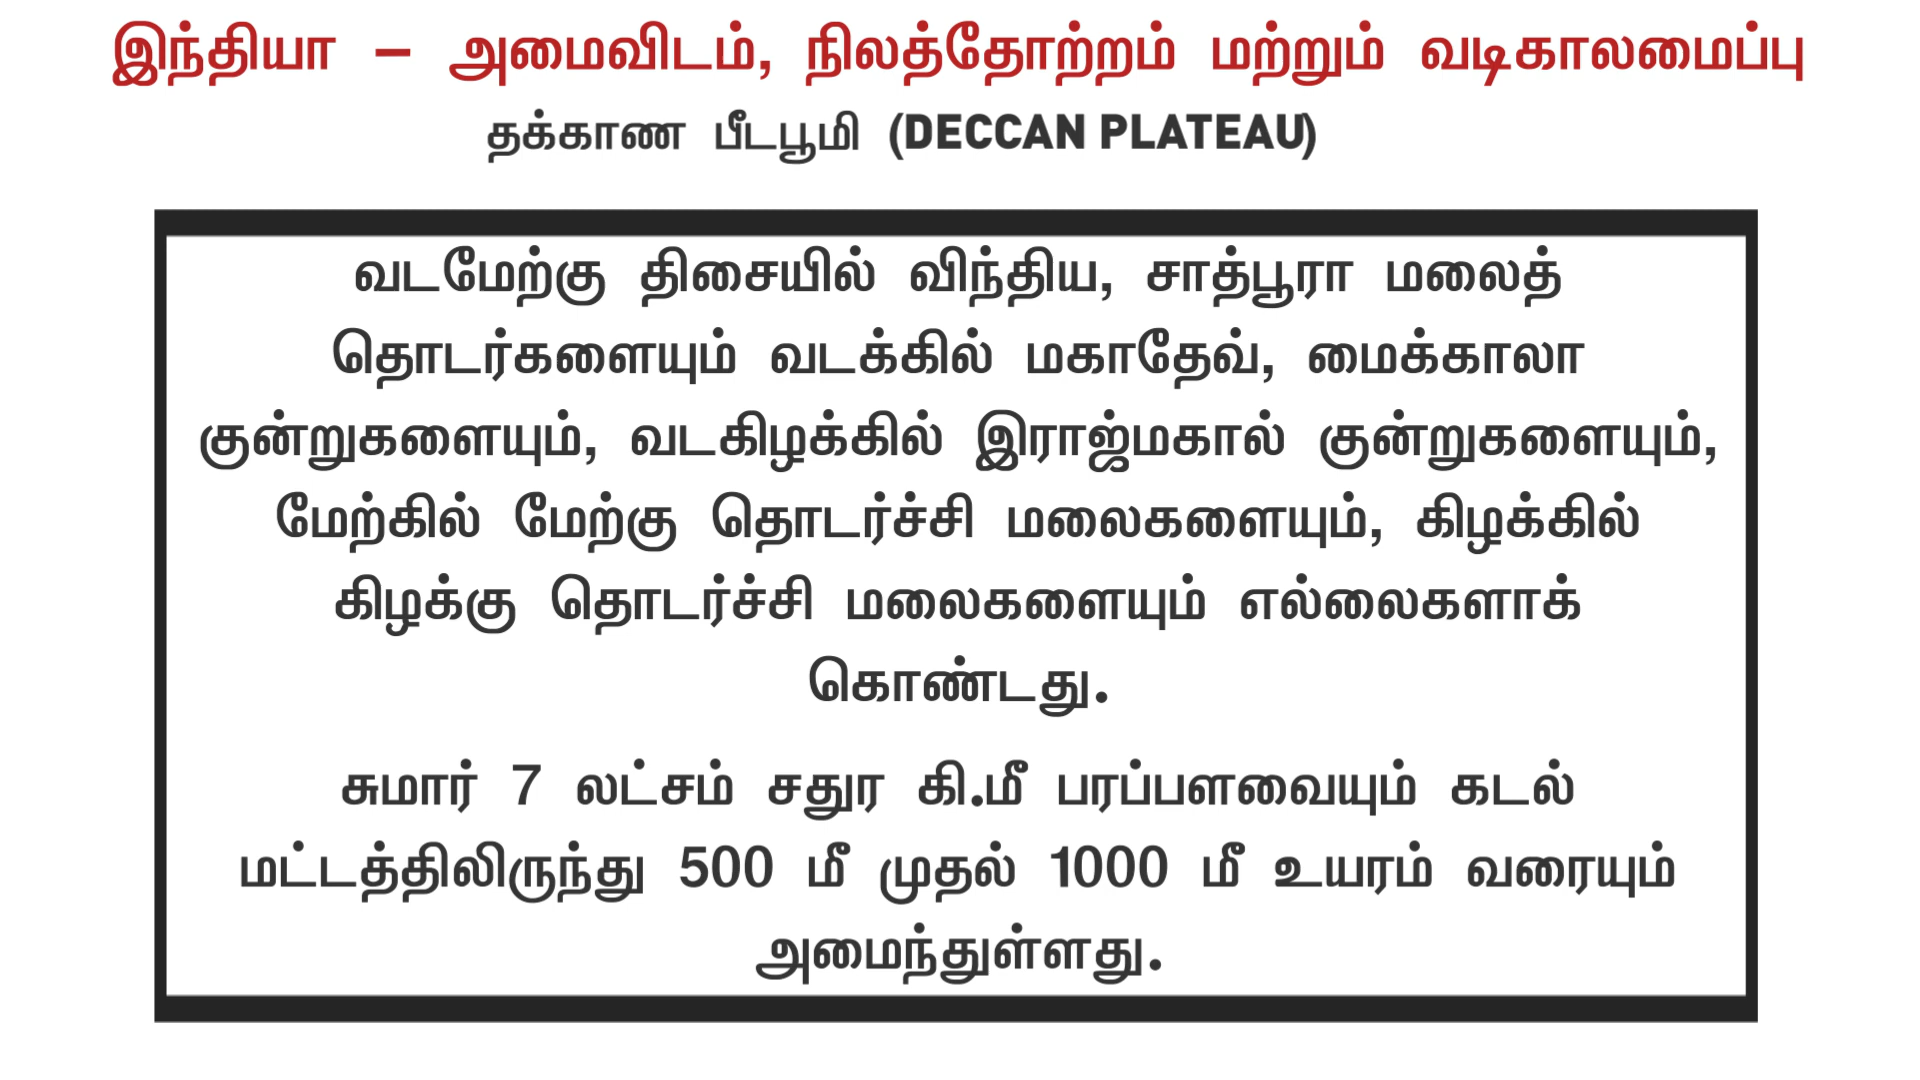 இந்தியா – அமைவிடம், நிலத்தோற்றம் மற்றும் வடிகாலமைப்பு
தக்காண பீடபூமி (DECCAN PLATEAU)
வடமேற்கு திசையில் விந்திய, சாத்பூரா மலைத்
தொடர்களையும் வடக்கில் மகாதேவ், மைக்காலா
குன்றுகளையும், வடகிழக்கில் இராஜ்மகால் குன்றுகளையும்,
மேற்கில் மேற்கு தொடர்ச்சி மலைகளையும், கிழக்கில்
கிழக்கு தொடர்ச்சி மலைகளையும் எல்லைகளாக்
கொண்டது.
சுமார் 7 லட்சம் சதுர கி.மீ பரப்பளவையும் கடல்
மட்டத்திலிருந்து 500 மீ முதல் 1000 மீ உயரம் வரையும்
அமைந்துள்ளது.